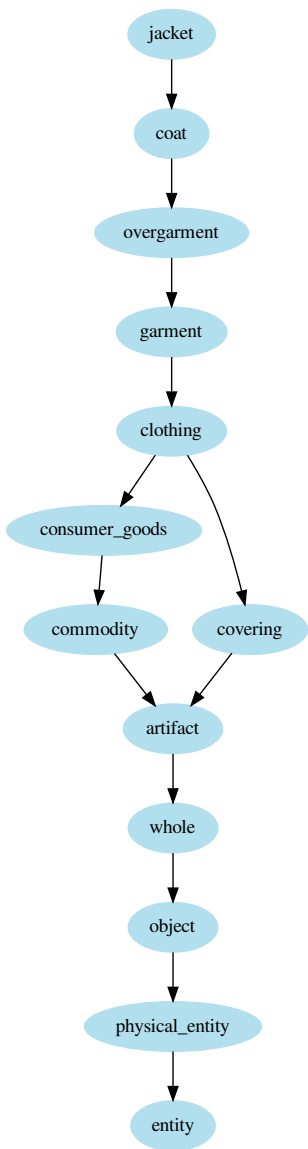 jacket
coat
overgarment
garment
clothing
consumer_goods
commodity
covering
artifact
whole
object
physical_entity
entity